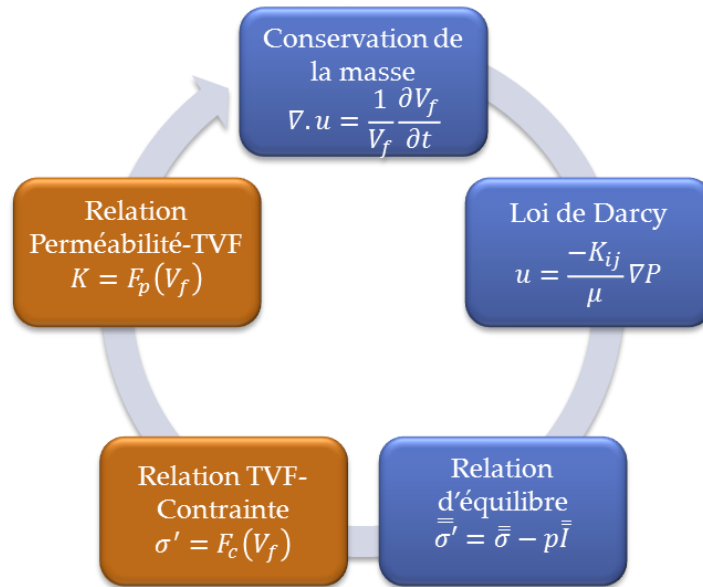 Conservation de
la masse
∇.u = 1/V_f ∂V_f/∂t
Loi de Darcy
u = −K_ij/μ ∇P
Relation
d'équilibre
σ̿' = σ̿ − pI̿
Relation TVF-
Contrainte
σ' = F_c(V_f)
Relation
Perméabilité-TVF
K = F_p(V_f)